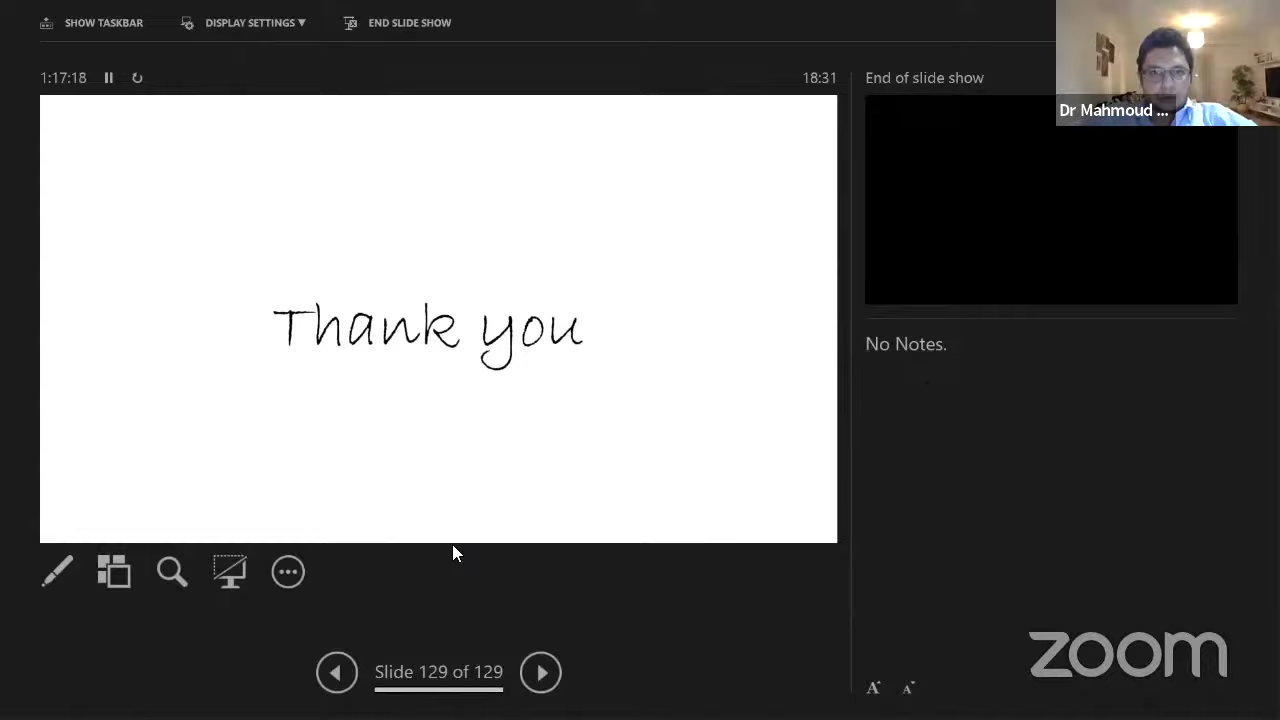 SHOW TASKBAR
DISPLAY SETTINGS ▼
END SLIDE SHOW
1:17:18
18:31
End of slide show
Dr Mahmoud ...
Thank you
No Notes.
Slide 129 of 129
A A
zoom